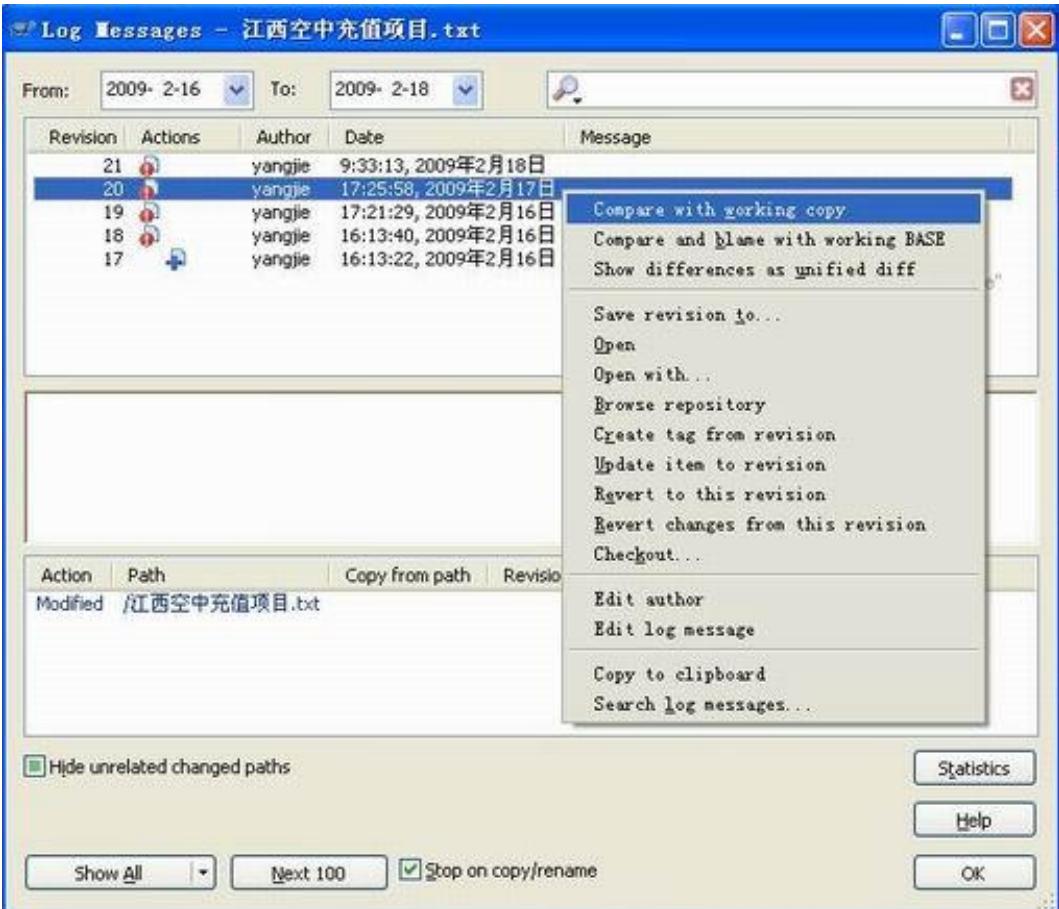 Log Messages - 江西空中充值项目.txt
From: 2009- 2-16 To: 2009- 2-18
Revision Actions Author Date Message
21 yangjie 9:33:13, 2009年2月18日
20 yangjie 17:25:58, 2009年2月17日
19 yangjie 17:21:29, 2009年2月16日
18 yangjie 16:13:40, 2009年2月16日
17 yangjie 16:13:22, 2009年2月16日
Compare with working copy
Compare and blame with working BASE
Show differences as unified diff
Save revision to...
Open
Open with...
Browse repository
Create tag from revision
Update item to revision
Revert to this revision
Revert changes from this revision
Checkout...
Edit author
Edit log message
Copy to clipboard
Search log messages...
Action Path Copy from path Revisio
Modified /江西空中充值项目.txt
Hide unrelated changed paths
Statistics
Help
Show All Next 100 Stop on copy/rename OK